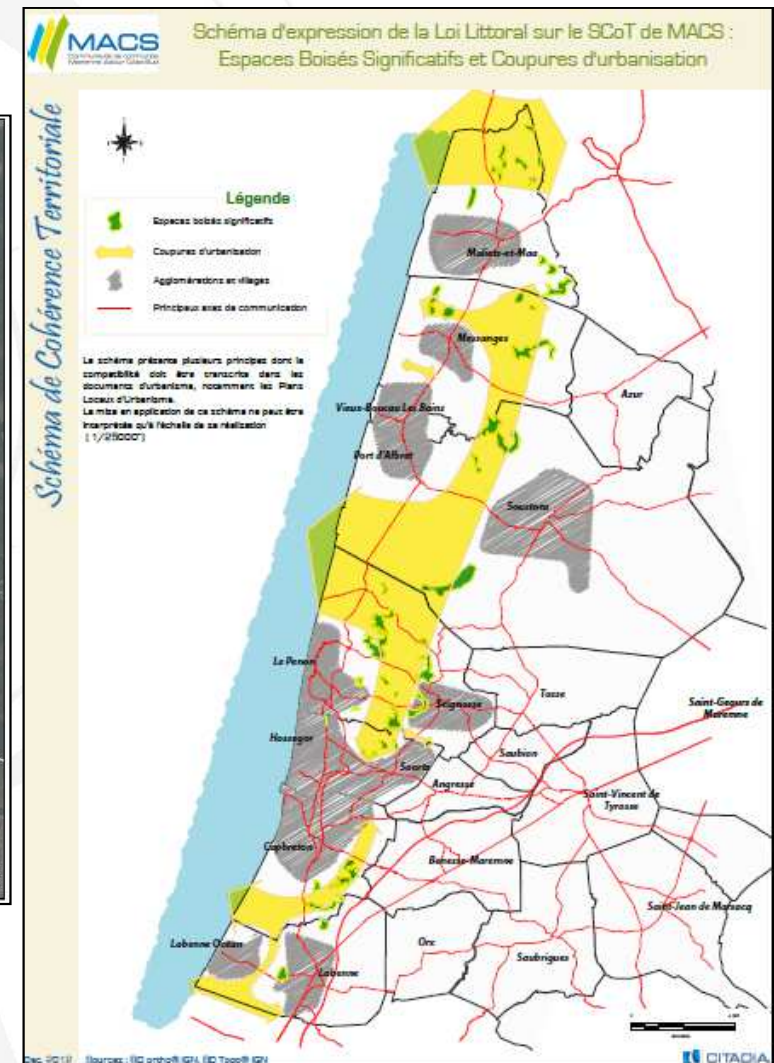 MACS
Schéma d'expression de la Loi Littoral sur le SCoT de MACS :
Espaces Boisés Significatifs et Coupures d'urbanisation
Schéma de Cohérence Territoriale
Légende
Espaces boisés significatifs
Coupures d'urbanisation
Agglomérations et villages
Principaux axes de communication
Le schéma présente plusieurs principes dont la
compatibilité doit être transcrite dans les
documents d'urbanisme, notamment les Plans
Locaux d'Urbanisme.
La mise en application de ce schéma ne peut être
interprétée qu'à l'échelle de sa réalisation
Moliets-et-Maa
Messanges
Azur
Vieux-Boucau Les Bains
Port d'Albret
Soustons
Le Penon
Seignosse
Tosse
Saint-Geours de
Maremne
Hossegor
Soorts
Saubion
Angresse
Saint-Vincent de
Tyrosse
Capbreton
Benesse-Maremne
Saint-Jean de Marsacq
Labenne Océan
Labenne
Orx
Saubrigues
Dec. 2012 Sources : BD ortho® IGN, BD Topo® IGN
CITADIA